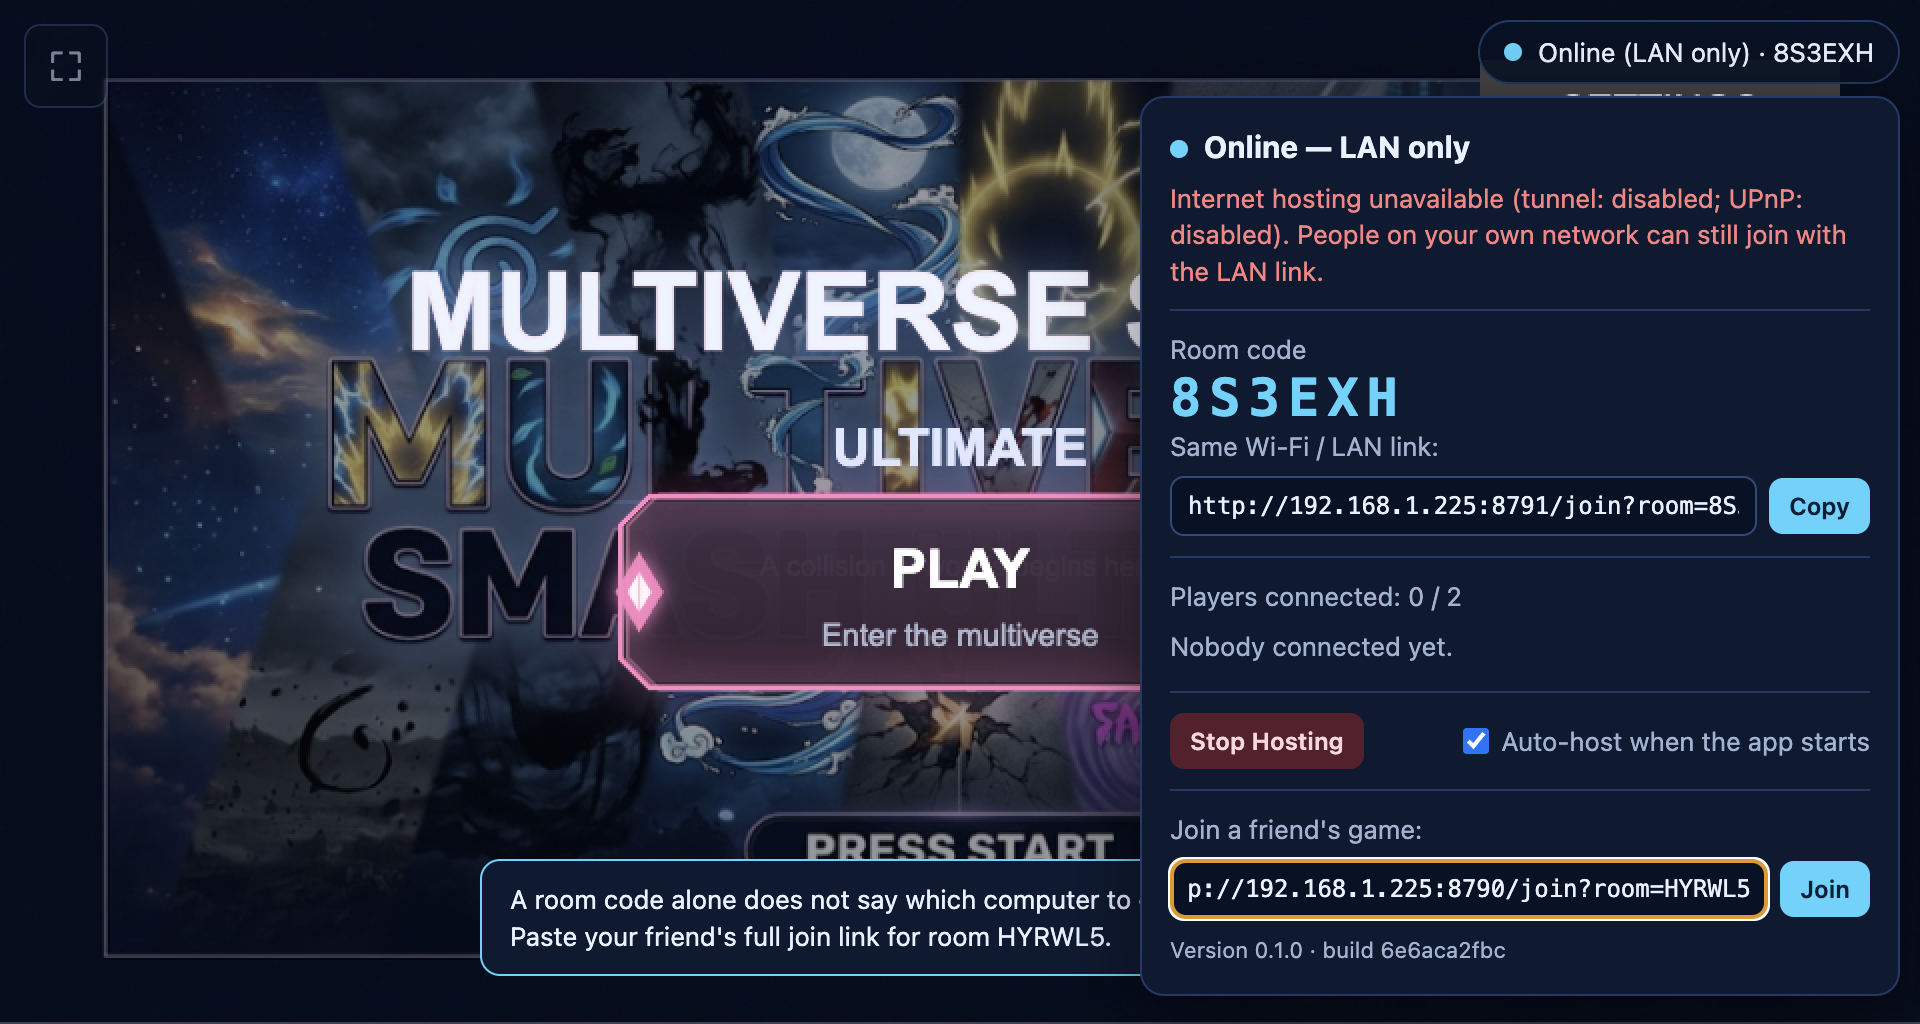 Online (LAN only) · 8S3EXH
Online — LAN only
Internet hosting unavailable (tunnel: disabled; UPnP:
disabled). People on your own network can still join with
the LAN link.
Room code
8S3EXH
Same Wi-Fi / LAN link:
http://192.168.1.225:8791/join?room=8S
Copy
Players connected: 0 / 2
Nobody connected yet.
Stop Hosting
Auto-host when the app starts
Join a friend's game:
p://192.168.1.225:8790/join?room=HYRWL5
Join
Version 0.1.0 · build 6e6aca2fbc
MULTIVERSE S
MULTIVE
ULTIMATE
SMASH
A collision begins he
PLAY
Enter the multiverse
PRESS START
A room code alone does not say which computer to
Paste your friend's full join link for room HYRWL5.